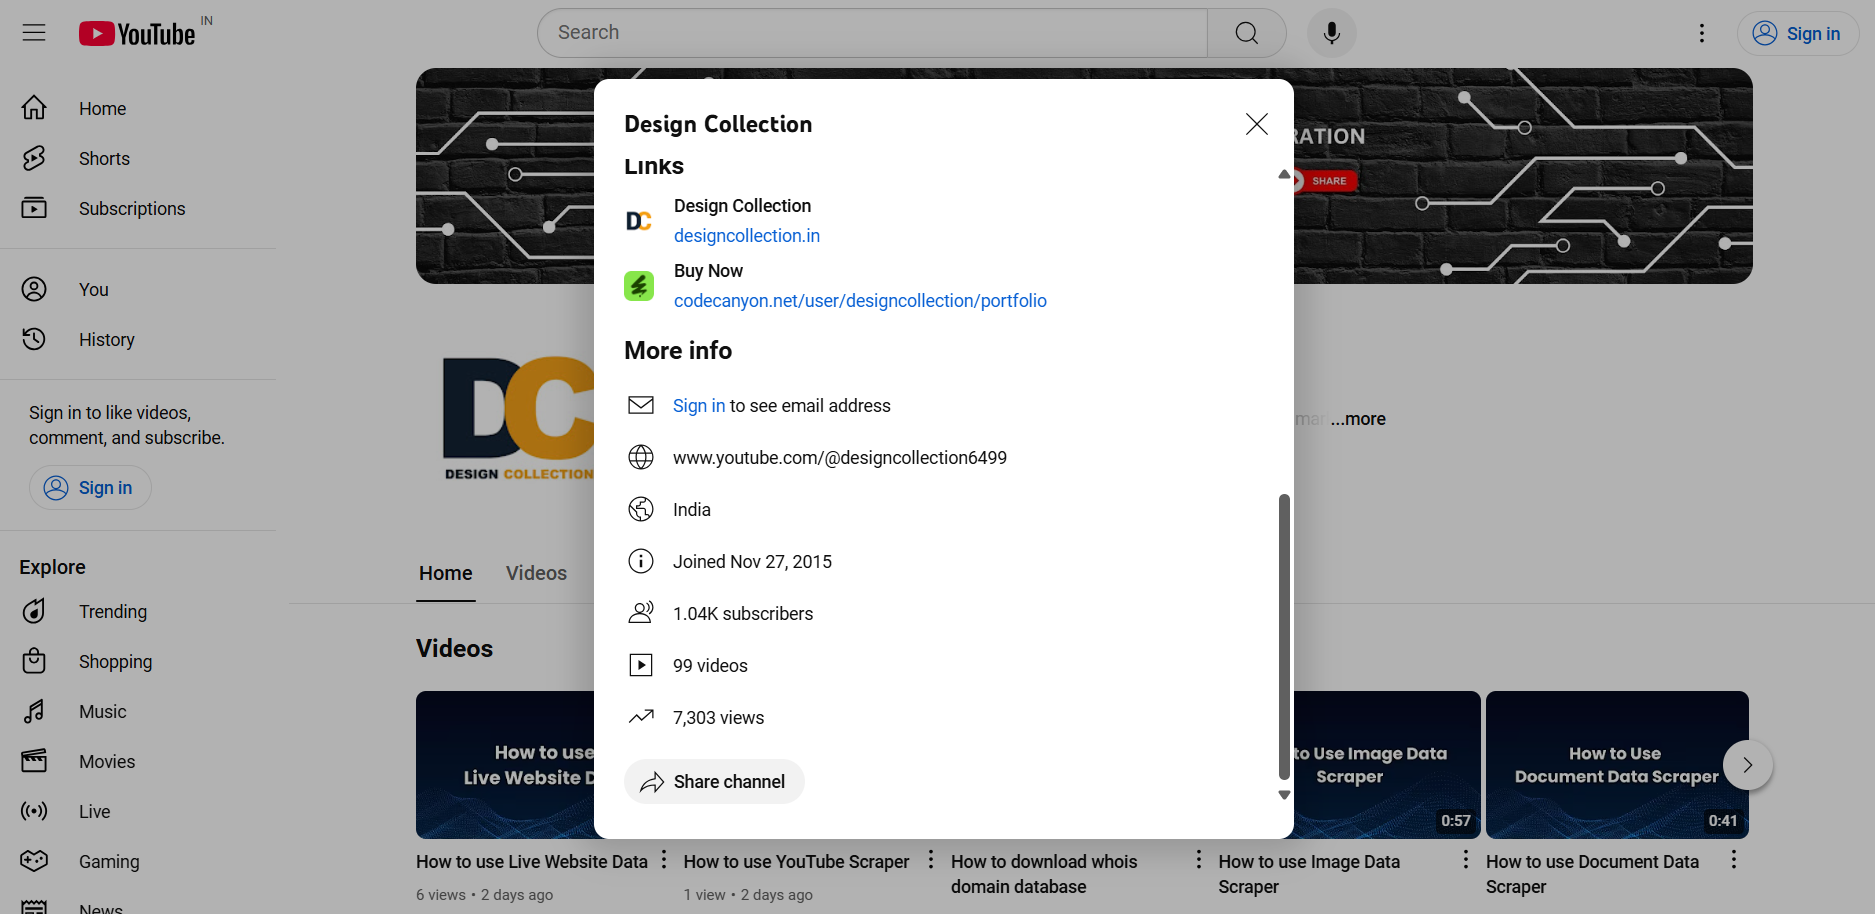 YouTube
IN
Search
Sign in
Home
Shorts
Subscriptions
You
History
Sign in to like videos,
comment, and subscribe.
Sign in
Explore
Trending
Shopping
Music
Movies
Live
Gaming
News
RATION
SHARE
DC
DESIGN COLLECTION
...more
Home
Videos
Design Collection
Links
DC
Design Collection
designcollection.in
Buy Now
codecanyon.net/user/designcollection/portfolio
More info
Sign in to see email address
www.youtube.com/@designcollection6499
India
Joined Nov 27, 2015
1.04K subscribers
99 videos
7,303 views
Share channel
Videos
How to use
Live Website D
to Use Image Data
Scraper
0:57
How to Use
Document Data Scraper
0:41
How to use Live Website Data
6 views • 2 days ago
How to use YouTube Scraper
1 view • 2 days ago
How to download whois
domain database
How to use Image Data
Scraper
How to use Document Data
Scraper